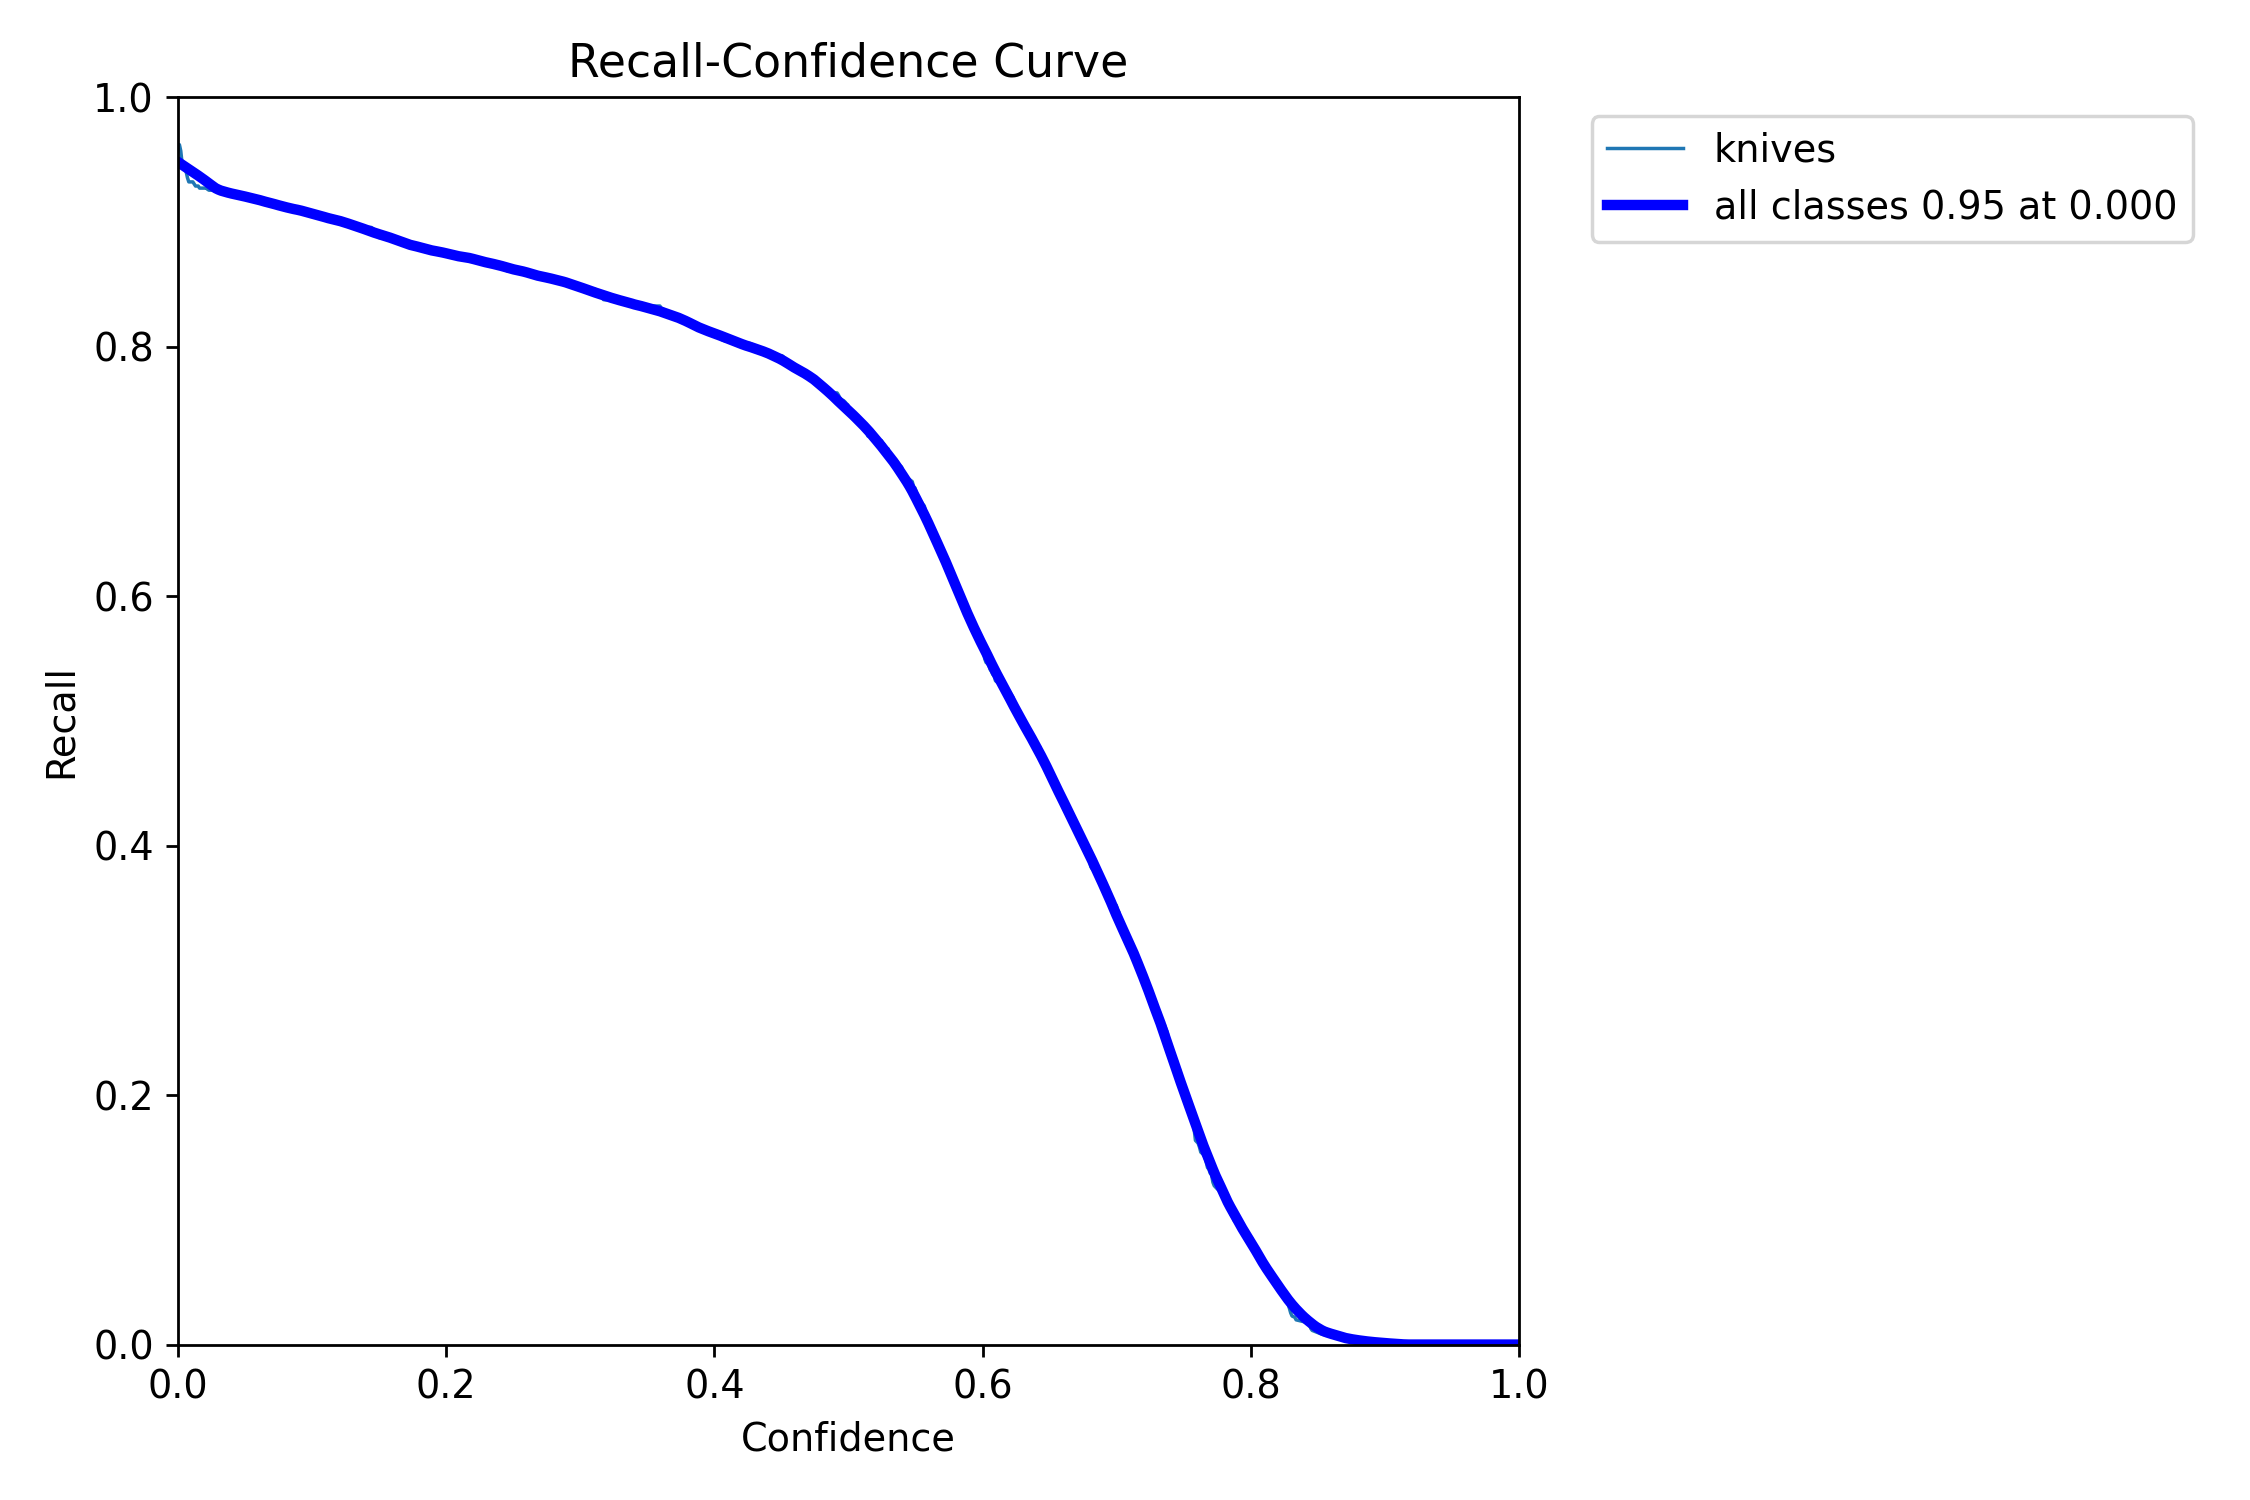 Recall-Confidence Curve
1.0
0.8
0.6
0.4
0.2
0.0
Recall
0.0 0.2 0.4 0.6 0.8 1.0
Confidence
knives
all classes 0.95 at 0.000